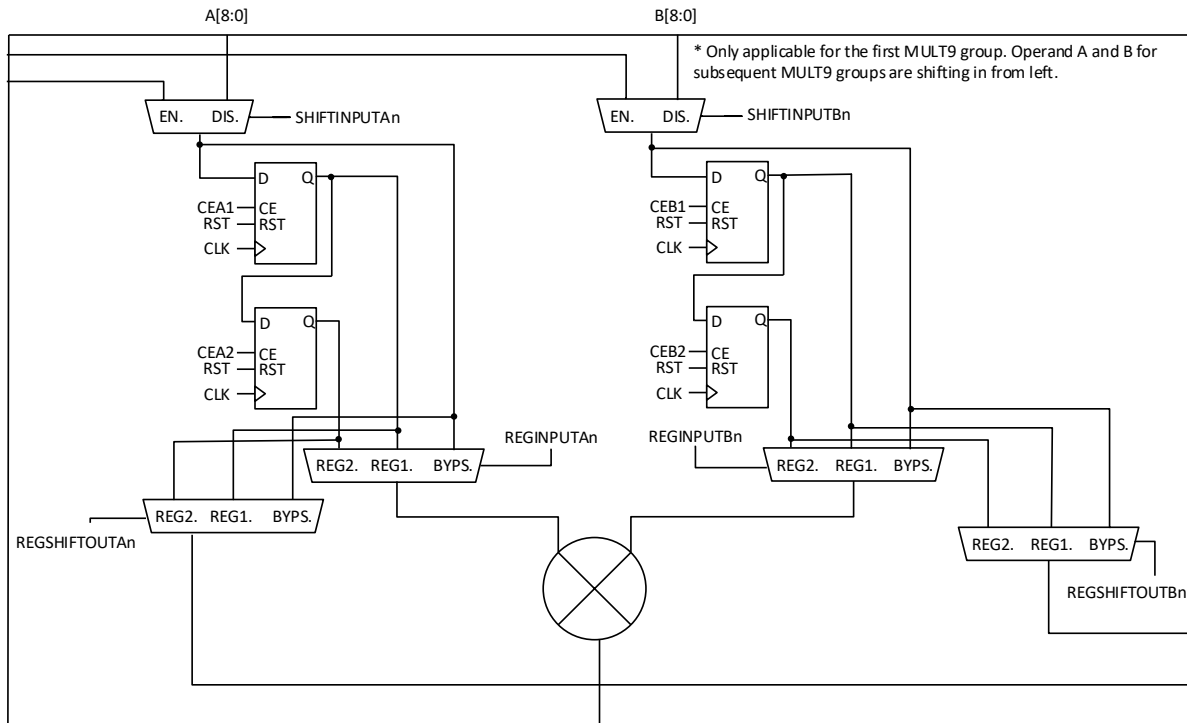 A[8:0]
B[8:0]
* Only applicable for the first MULT9 group. Operand A and B for
subsequent MULT9 groups are shifting in from left.
EN. DIS.
SHIFTINPUTAn
EN. DIS.
SHIFTINPUTBn
D Q
CEA1 CE
RST RST
CLK
D Q
CEB1 CE
RST RST
CLK
D Q
CEA2 CE
RST RST
CLK
D Q
CEB2 CE
RST RST
CLK
REGINPUTAn
REGINPUTBn
REG2. REG1. BYPS.
REG2. REG1. BYPS.
REG2. REG1. BYPS.
REGSHIFTOUTAn
REG2. REG1. BYPS.
REGSHIFTOUTBn